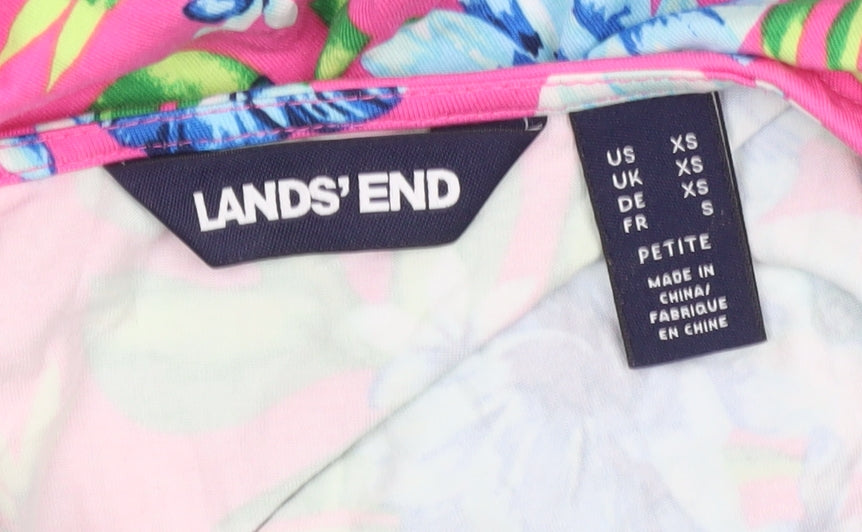 LANDS' END
US XS
UK XS
DE XS
FR S
PETITE
MADE IN
CHINA/
FABRIQUE
EN CHINE